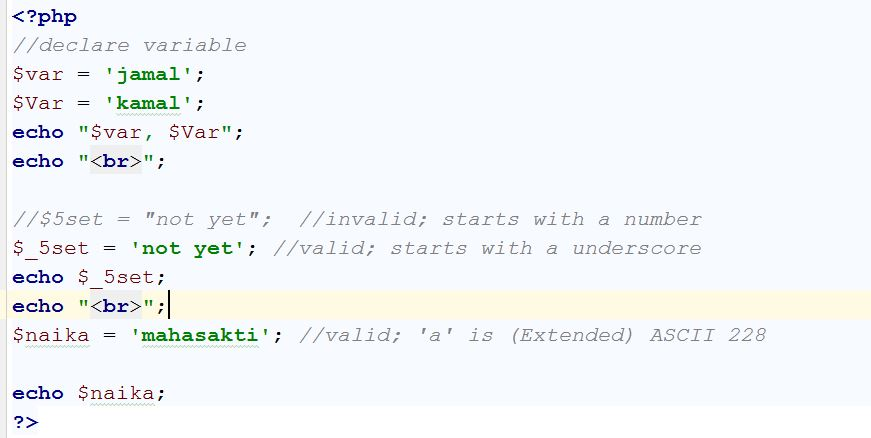 <?php
//declare variable
$var = 'jamal';
$Var = 'kamal';
echo "$var, $Var";
echo "<br>";
//$5set = "not yet";  //invalid; starts with a number
$_5set = 'not yet'; //valid; starts with a underscore
echo $_5set;
echo "<br>";
$naika = 'mahasakti'; //valid; 'a' is (Extended) ASCII 228
echo $naika;
?>